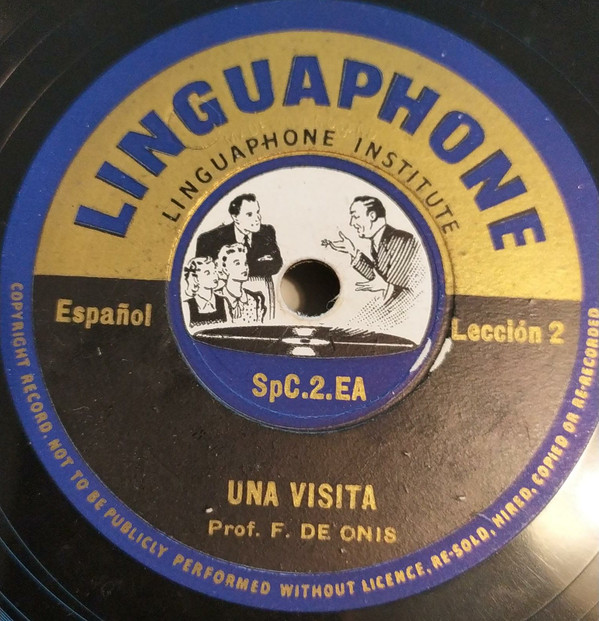 LINGUAPHONE
LINGUAPHONE INSTITUTE
Español
Lección 2
SpC.2.EA
UNA VISITA
Prof. F. DE ONIS
COPYRIGHT RECORD, NOT TO BE PUBLICLY PERFORMED WITHOUT LICENCE, RE-SOLD, HIRED, COPIED OR RE-RECORDED